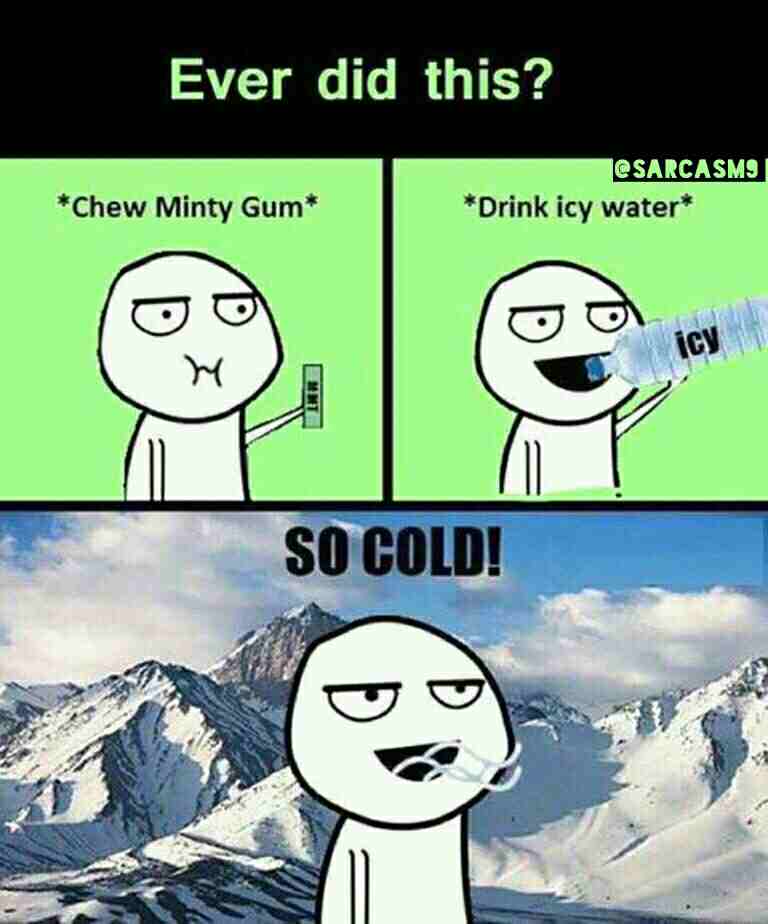 Ever did this?
@SARCASM9
*Chew Minty Gum*
*Drink icy water*
MINT
icy
SO COLD!